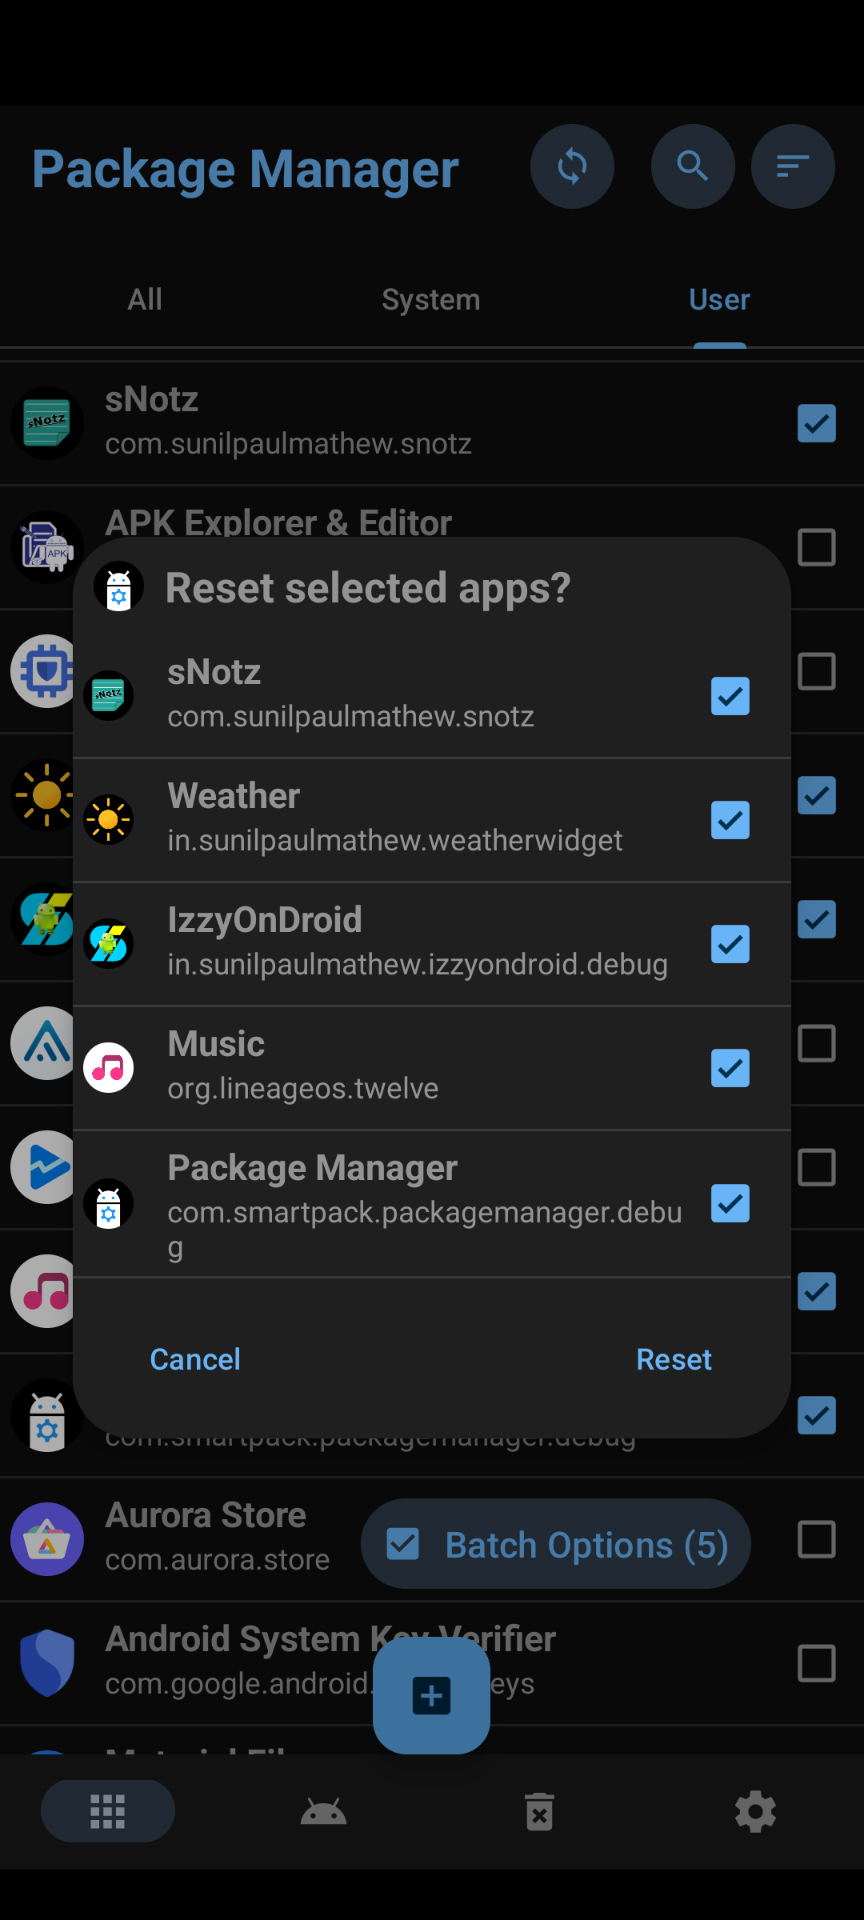 Package Manager
All
System
User
sNotz
com.sunilpaulmathew.snotz
APK Explorer & Editor
Reset selected apps?
sNotz
com.sunilpaulmathew.snotz
Weather
in.sunilpaulmathew.weatherwidget
IzzyOnDroid
in.sunilpaulmathew.izzyondroid.debug
Music
org.lineageos.twelve
Package Manager
com.smartpack.packagemanager.debu
g
Cancel
Reset
com.smartpack.packagemanager.debug
Aurora Store
com.aurora.store
Batch Options (5)
Android System Key Verifier
com.google.android.
eys